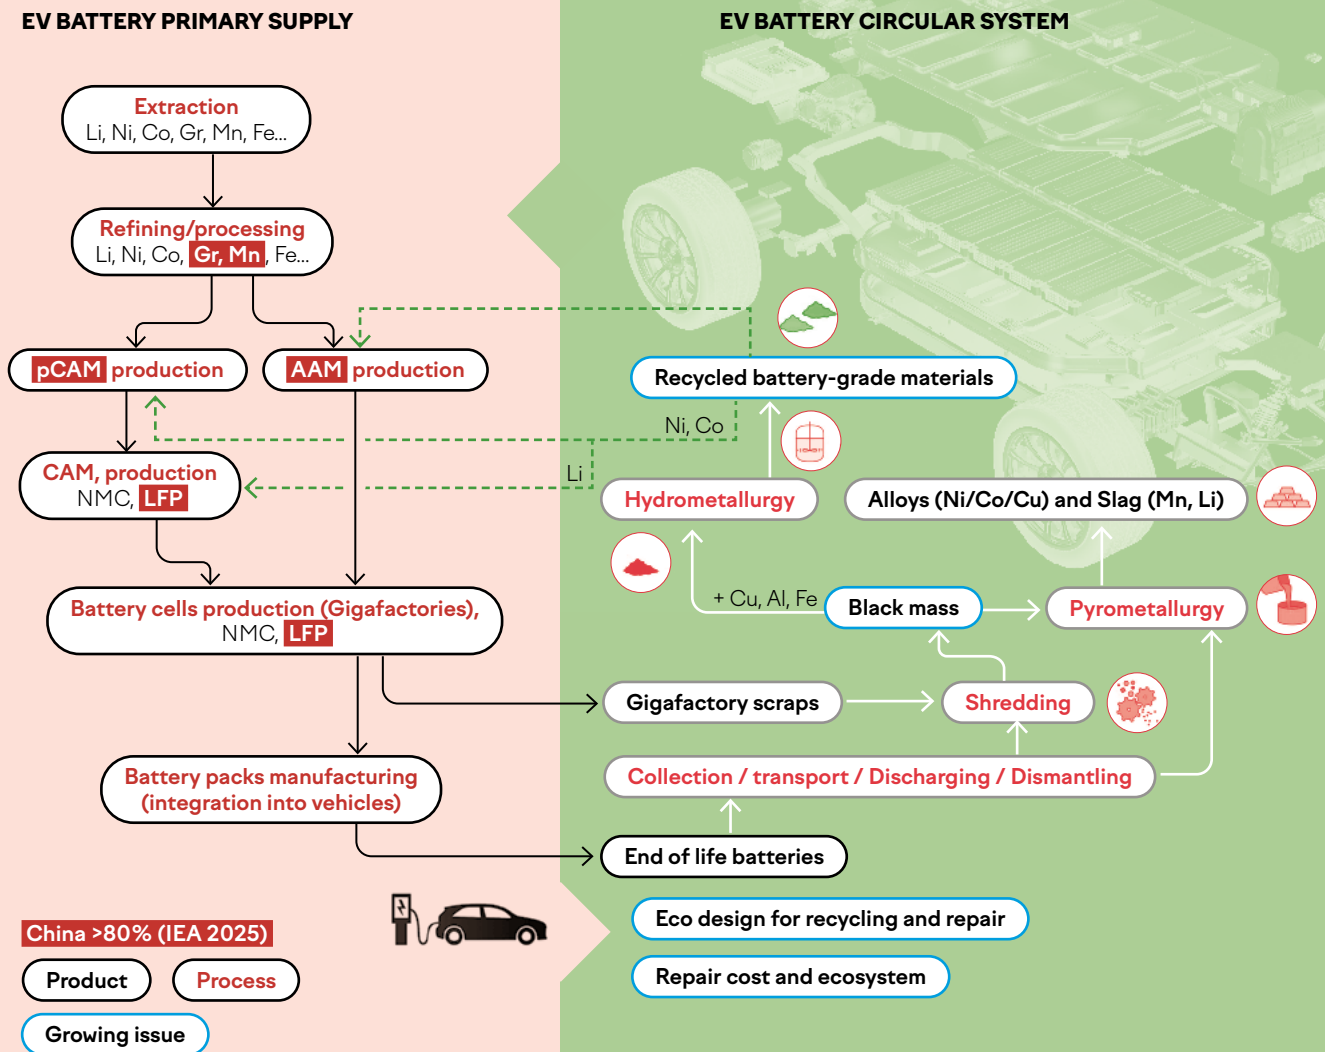 EV BATTERY PRIMARY SUPPLY
Extraction
Li, Ni, Co, Gr, Mn, Fe...
Refining/processing
Li, Ni, Co, Gr, Mn, Fe...
pCAM production
AAM production
CAM, production
NMC, LFP
Battery cells production (Gigafactories),
NMC, LFP
Battery packs manufacturing
(integration into vehicles)
China >80% (IEA 2025)
Product
Process
Growing issue
EV BATTERY CIRCULAR SYSTEM
Recycled battery-grade materials
Ni, Co
Li
Hydrometallurgy
Alloys (Ni/Co/Cu) and Slag (Mn, Li)
+ Cu, Al, Fe
Black mass
Pyrometallurgy
Gigafactory scraps
Shredding
Collection / transport / Discharging / Dismantling
End of life batteries
Eco design for recycling and repair
Repair cost and ecosystem